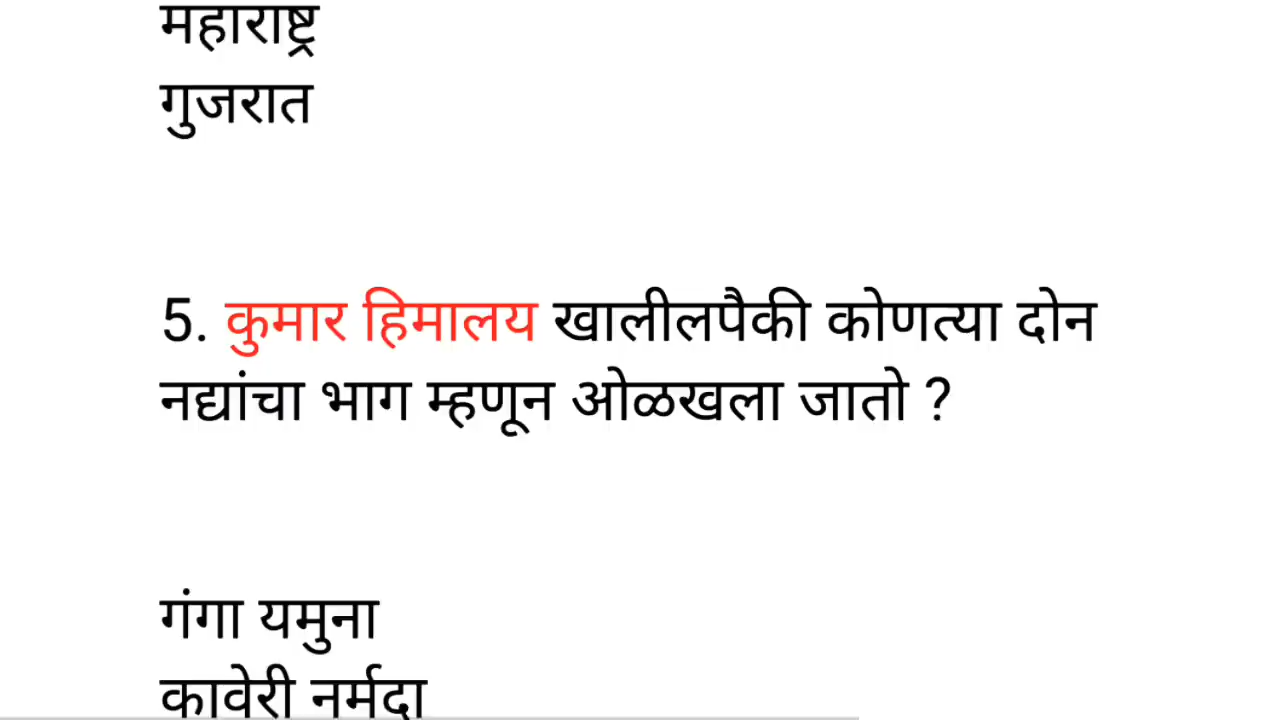 महाराष्ट्र
गुजरात
5. कुमार हिमालय खालीलपैकी कोणत्या दोन
नद्यांचा भाग म्हणून ओळखला जातो ?
गंगा यमुना
कावेरी नर्मदा